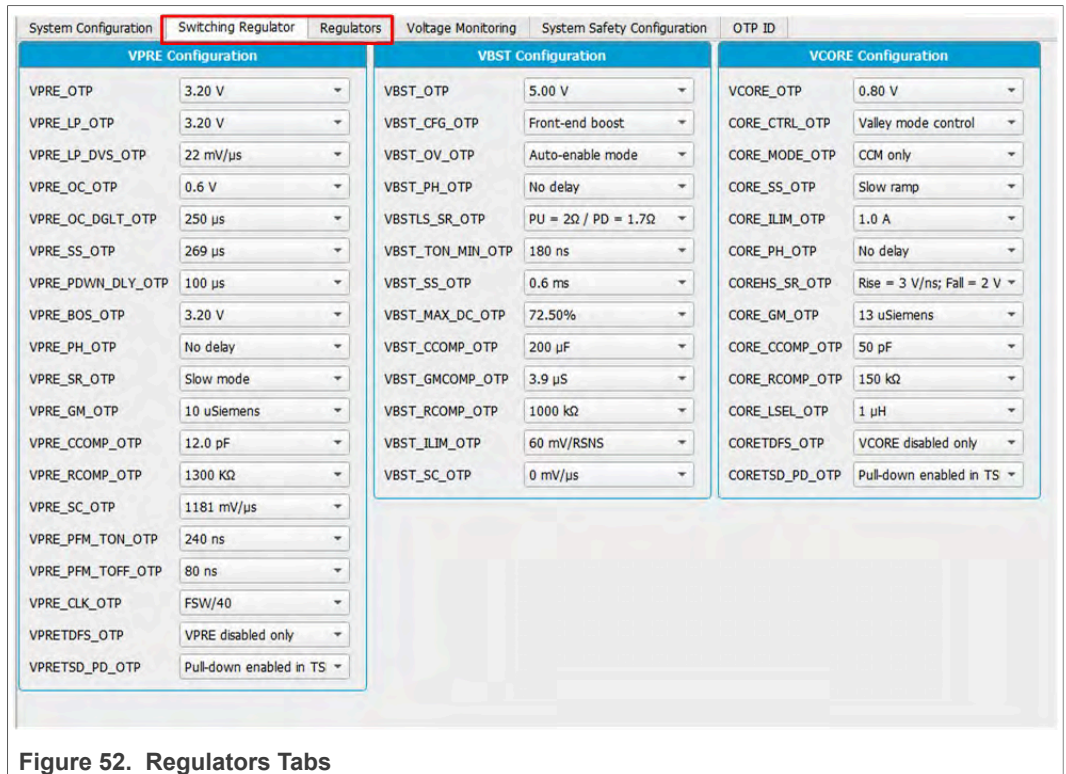 System Configuration Switching Regulator Regulators Voltage Monitoring System Safety Configuration OTP ID
VPRE Configuration
VPRE_OTP 3.20 V
VPRE_LP_OTP 3.20 V
VPRE_LP_DVS_OTP 22 mV/µs
VPRE_OC_OTP 0.6 V
VPRE_OC_DGLT_OTP 250 µs
VPRE_SS_OTP 269 µs
VPRE_PDWN_DLY_OTP 100 µs
VPRE_BOS_OTP 3.20 V
VPRE_PH_OTP No delay
VPRE_SR_OTP Slow mode
VPRE_GM_OTP 10 uSiemens
VPRE_CCOMP_OTP 12.0 pF
VPRE_RCOMP_OTP 1300 KΩ
VPRE_SC_OTP 1181 mV/µs
VPRE_PFM_TON_OTP 240 ns
VPRE_PFM_TOFF_OTP 80 ns
VPRE_CLK_OTP FSW/40
VPRETDFS_OTP VPRE disabled only
VPRETSD_PD_OTP Pull-down enabled in TS
VBST Configuration
VBST_OTP 5.00 V
VBST_CFG_OTP Front-end boost
VBST_OV_OTP Auto-enable mode
VBST_PH_OTP No delay
VBSTLS_SR_OTP PU = 2Ω / PD = 1.7Ω
VBST_TON_MIN_OTP 180 ns
VBST_SS_OTP 0.6 ms
VBST_MAX_DC_OTP 72.50%
VBST_CCOMP_OTP 200 µF
VBST_GMCOMP_OTP 3.9 µS
VBST_RCOMP_OTP 1000 kΩ
VBST_ILIM_OTP 60 mV/RSNS
VBST_SC_OTP 0 mV/µs
VCORE Configuration
VCORE_OTP 0.80 V
CORE_CTRL_OTP Valley mode control
CORE_MODE_OTP CCM only
CORE_SS_OTP Slow ramp
CORE_ILIM_OTP 1.0 A
CORE_PH_OTP No delay
COREHS_SR_OTP Rise = 3 V/ns; Fall = 2 V
CORE_GM_OTP 13 uSiemens
CORE_CCOMP_OTP 50 pF
CORE_RCOMP_OTP 150 kΩ
CORE_LSEL_OTP 1 µH
CORETDFS_OTP VCORE disabled only
CORETSD_PD_OTP Pull-down enabled in TS
Figure 52. Regulators Tabs